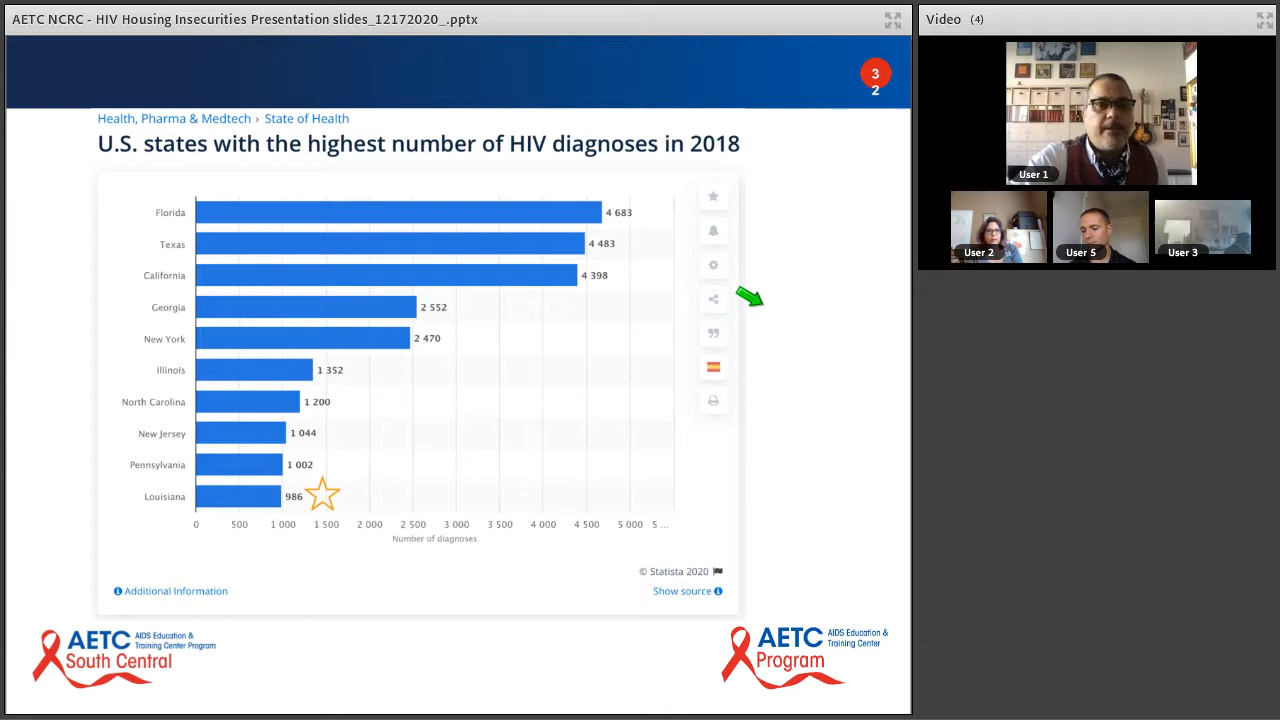 AETC NCRC - HIV Housing Insecurities Presentation slides_12172020_.pptx
3
2
Health, Pharma & Medtech › State of Health
U.S. states with the highest number of HIV diagnoses in 2018
Florida 4 683
Texas 4 483
California 4 398
Georgia 2 552
New York 2 470
Illinois 1 352
North Carolina 1 200
New Jersey 1 044
Pennsylvania 1 002
Louisiana 986
0 500 1 000 1 500 2 000 2 500 3 000 3 500 4 000 4 500 5 000 5 ...
Number of diagnoses
© Statista 2020
Additional Information
Show source
AETC AIDS Education &
Training Center Program
South Central
AETC AIDS Education &
Training Center
Program
Video (4)
User 1
User 2
User 5
User 3